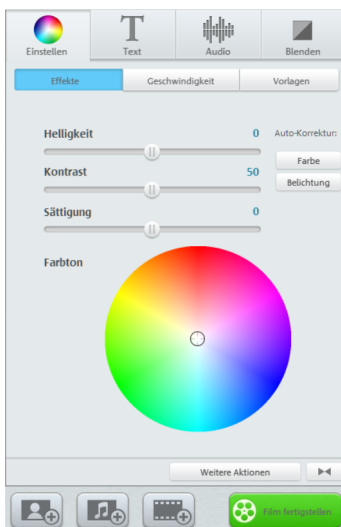 Einstellen
Text
Audio
Blenden
Effekte
Geschwindigkeit
Vorlagen
Helligkeit 0
Auto-Korrektur:
Farbe
Kontrast 50
Belichtung
Sättigung 0
Farbton
Weitere Aktionen
Film fertigstellen